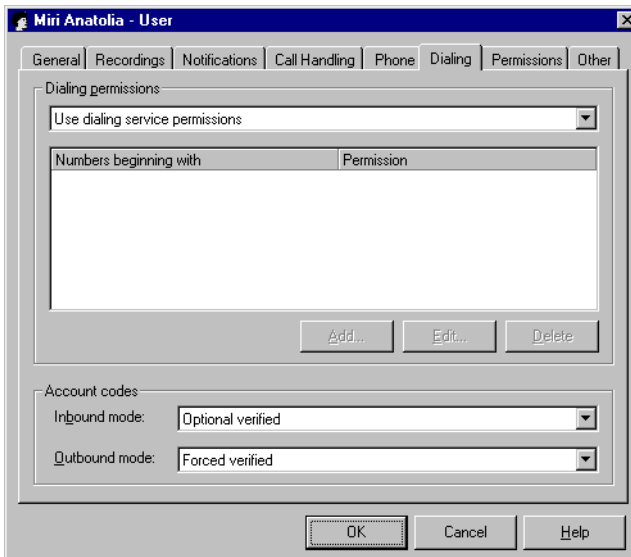 Miri Anatolia - User
General Recordings Notifications Call Handling Phone Dialing Permissions Other
Dialing permissions
Use dialing service permissions
Numbers beginning with Permission
Add... Edit... Delete
Account codes
Inbound mode: Optional verified
Outbound mode: Forced verified
OK Cancel Help